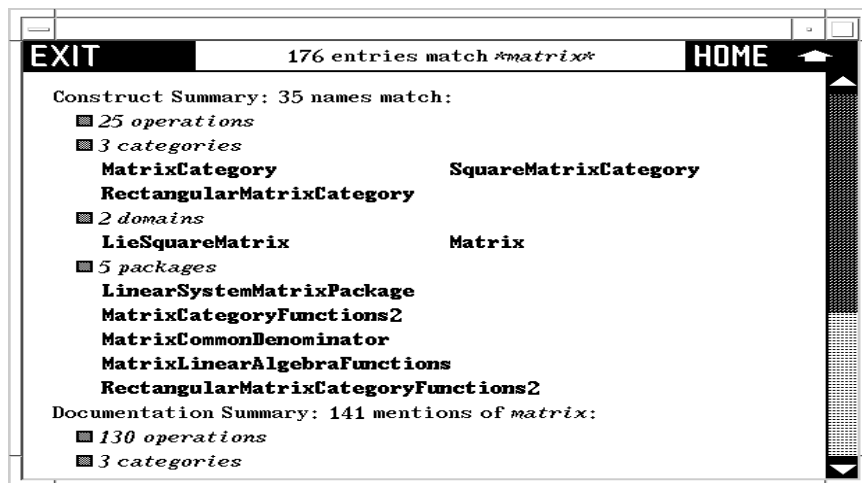 EXIT 176 entries match *matrix* HOME
Construct Summary: 35 names match:
25 operations
3 categories
MatrixCategory SquareMatrixCategory
RectangularMatrixCategory
2 domains
LieSquareMatrix Matrix
5 packages
LinearSystemMatrixPackage
MatrixCategoryFunctions2
MatrixCommonDenominator
MatrixLinearAlgebraFunctions
RectangularMatrixCategoryFunctions2
Documentation Summary: 141 mentions of matrix:
130 operations
3 categories